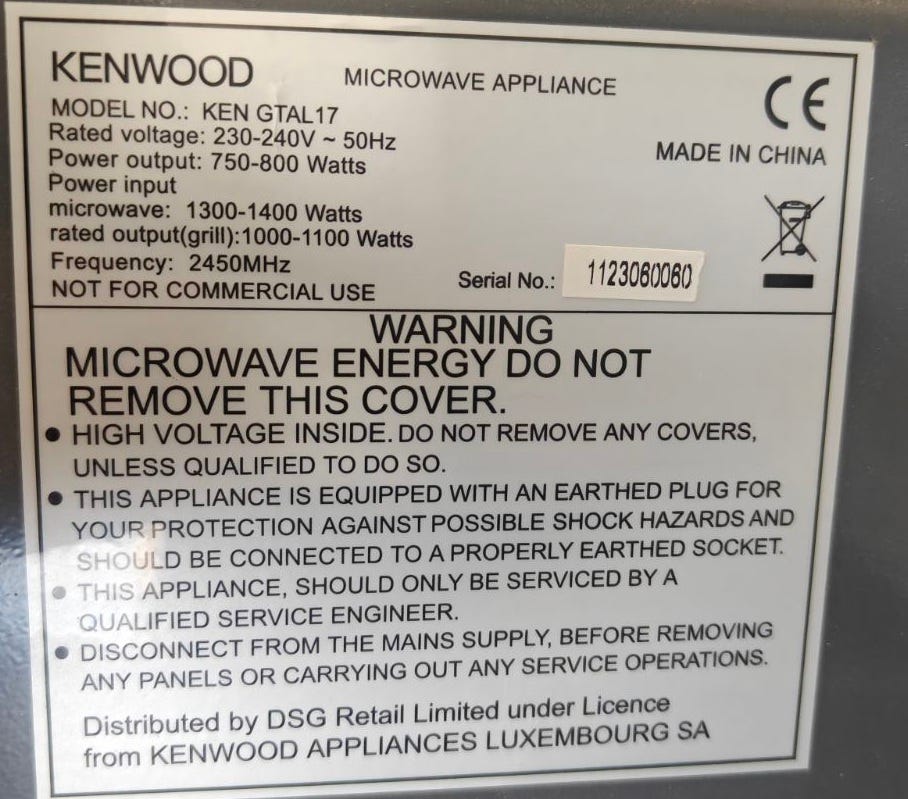 KENWOOD MICROWAVE APPLIANCE
CE
MODEL NO.: KEN GTAL17
Rated voltage: 230-240V ~ 50Hz
MADE IN CHINA
Power output: 750-800 Watts
Power input
microwave: 1300-1400 Watts
rated output(grill):1000-1100 Watts
Frequency: 2450MHz
Serial No.: 1123060060
NOT FOR COMMERCIAL USE
WARNING
MICROWAVE ENERGY DO NOT
REMOVE THIS COVER.
● HIGH VOLTAGE INSIDE. DO NOT REMOVE ANY COVERS,
UNLESS QUALIFIED TO DO SO.
● THIS APPLIANCE IS EQUIPPED WITH AN EARTHED PLUG FOR
YOUR PROTECTION AGAINST POSSIBLE SHOCK HAZARDS AND
SHOULD BE CONNECTED TO A PROPERLY EARTHED SOCKET.
● THIS APPLIANCE, SHOULD ONLY BE SERVICED BY A
QUALIFIED SERVICE ENGINEER.
● DISCONNECT FROM THE MAINS SUPPLY, BEFORE REMOVING
ANY PANELS OR CARRYING OUT ANY SERVICE OPERATIONS.
Distributed by DSG Retail Limited under Licence
from KENWOOD APPLIANCES LUXEMBOURG SA